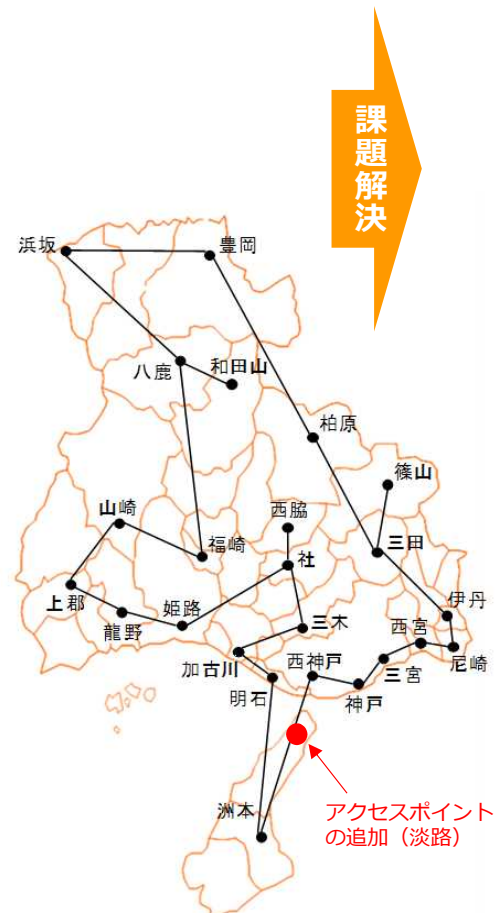 課題解決
浜坂
豊岡
八鹿
和田山
柏原
篠山
山崎
西脇
福崎
社
三田
上郡
伊丹
姫路
龍野
三木
西宮
加古川
西神戸
三宮
尼崎
明石
神戸
洲本
アクセスポイント
の追加（淡路）